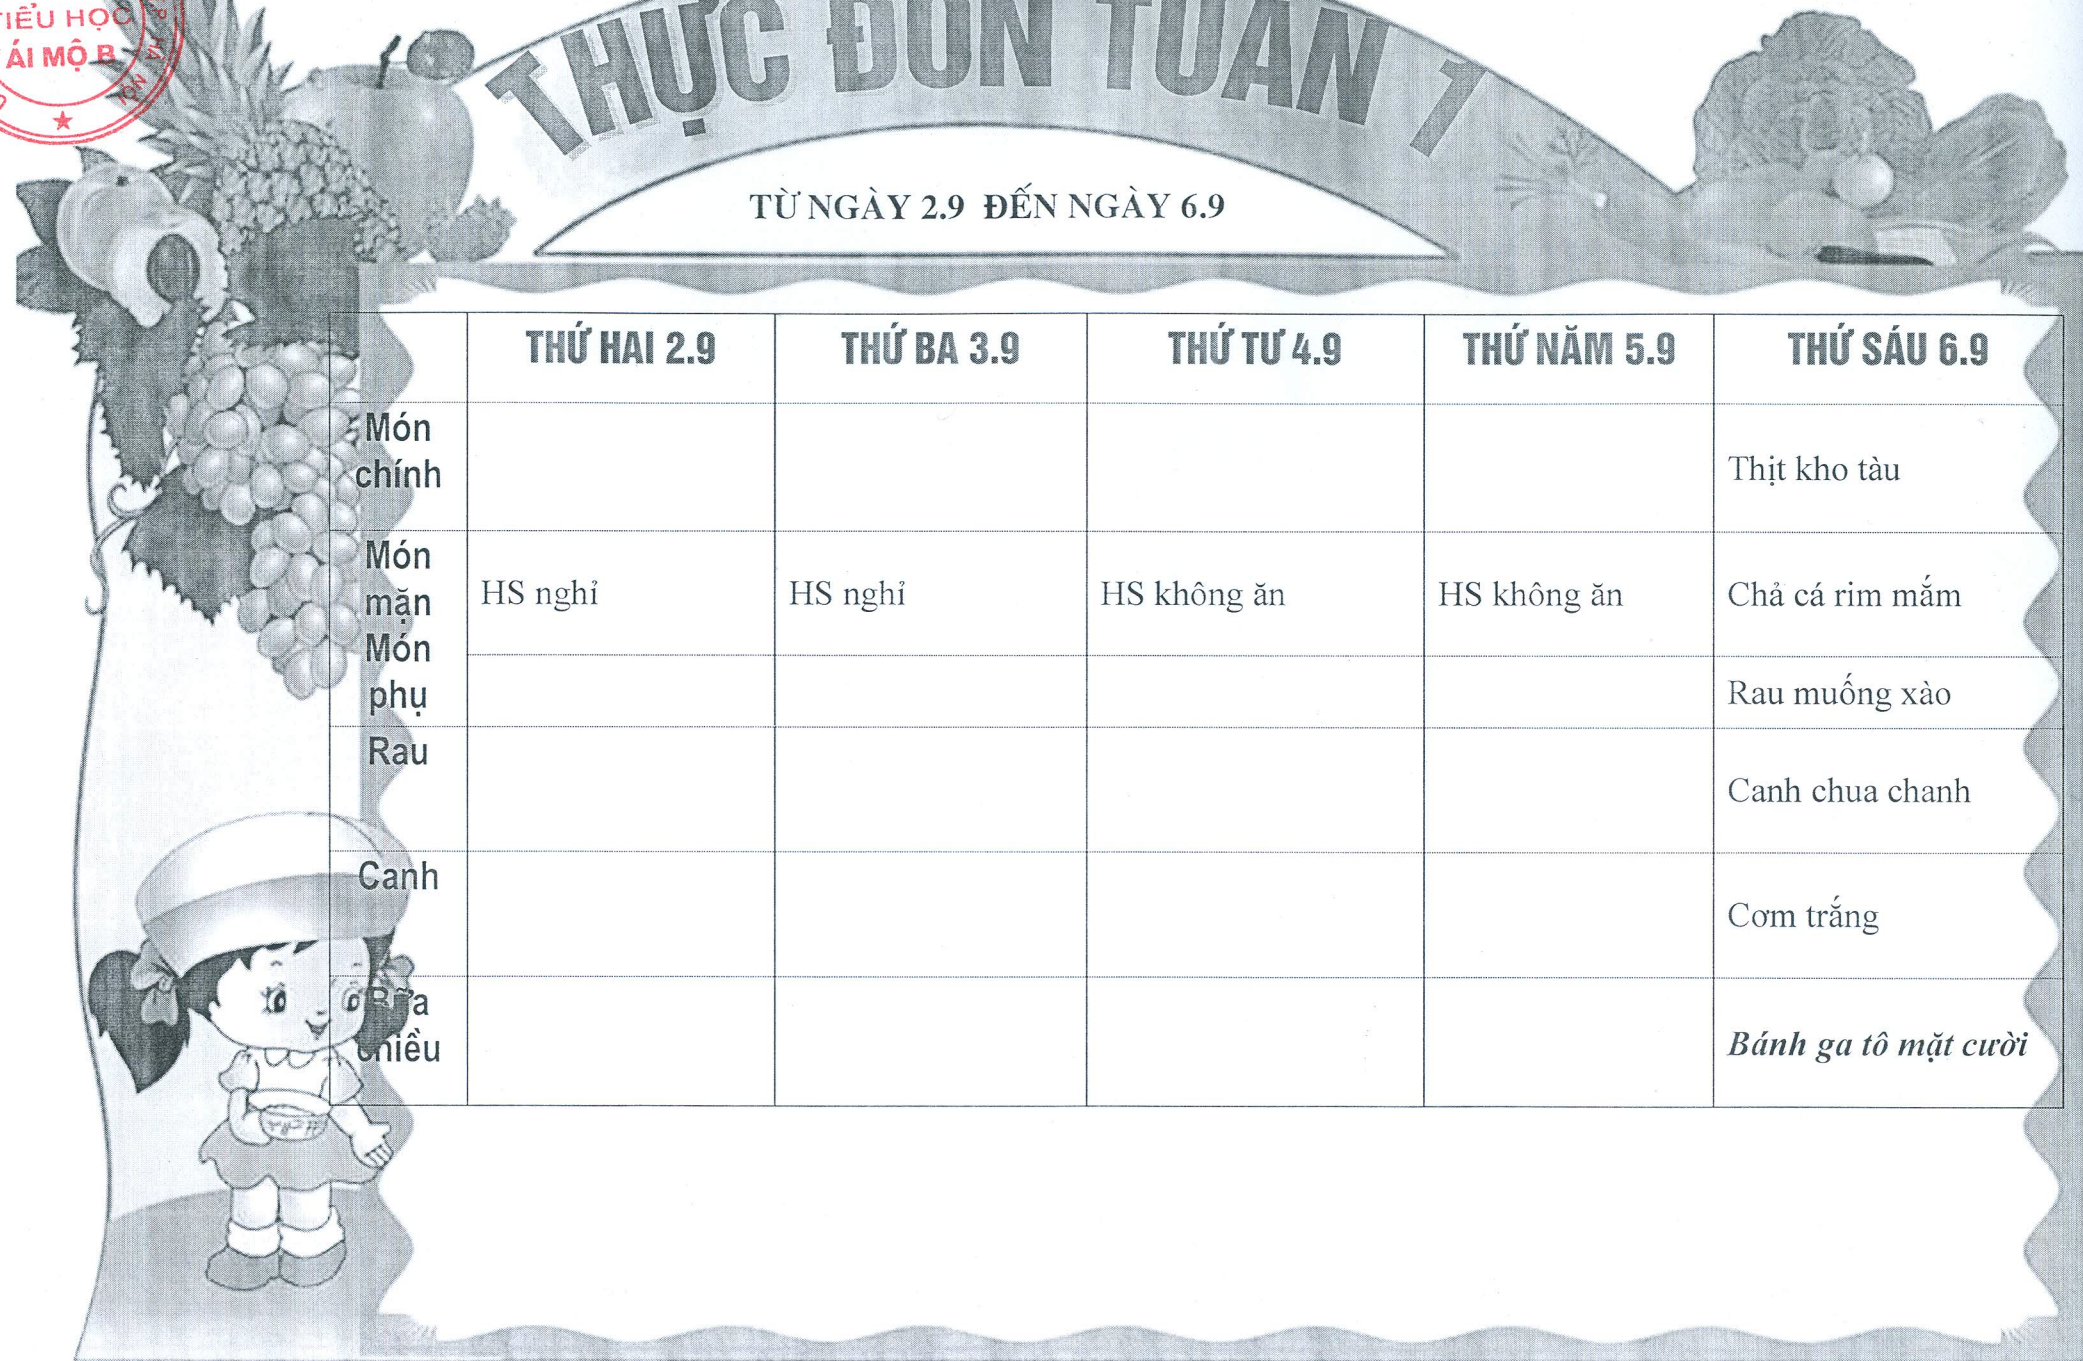 TIỂU HỌC
ÁI MỘ B
THỰC ĐƠN TUẦN 1
TỪ NGÀY 2.9 ĐẾN NGÀY 6.9
THỨ HAI 2.9 THỨ BA 3.9 THỨ TƯ 4.9 THỨ NĂM 5.9 THỨ SÁU 6.9
Món
chính
Thịt kho tàu
Món
mặn
HS nghỉ HS nghỉ HS không ăn HS không ăn Chả cá rim mắm
Món
phụ
Rau muống xào
Rau
Canh chua chanh
Canh
Cơm trắng
Bữa
chiều
Bánh ga tô mặt cười